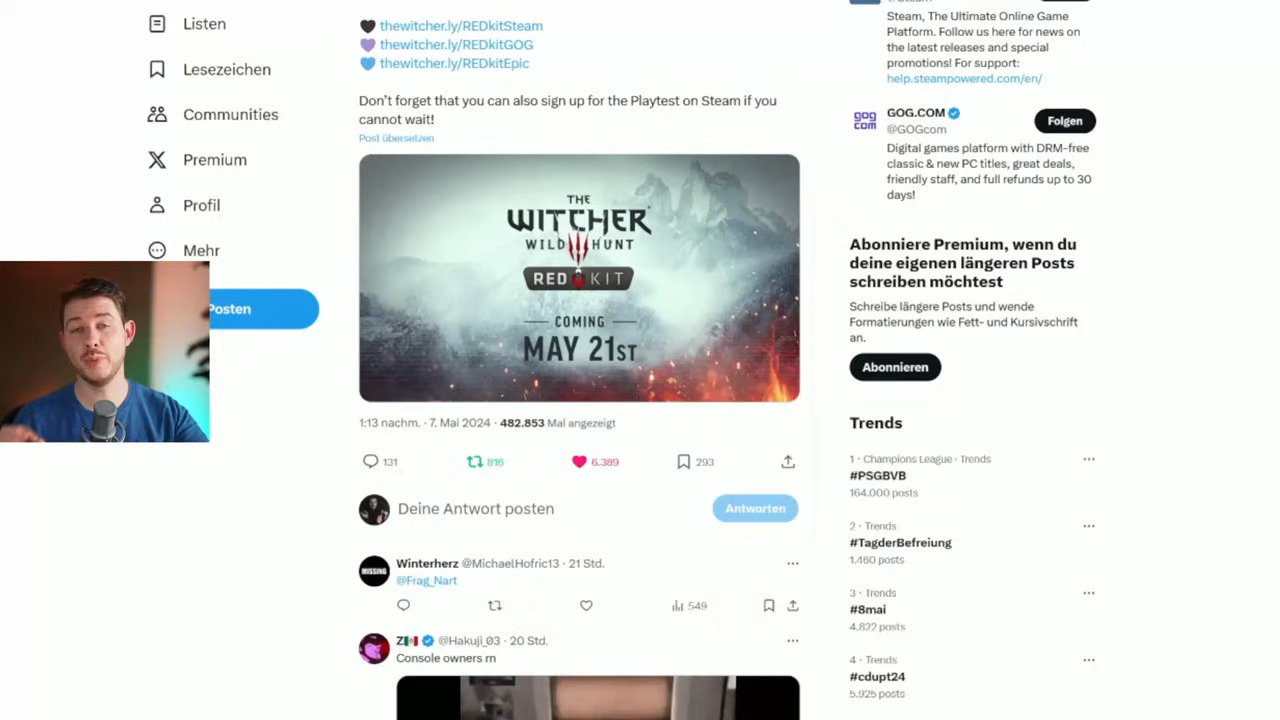 Listen
Lesezeichen
Communities
Premium
Profil
Mehr
Posten
thewitcher.ly/REDkitSteam
thewitcher.ly/REDkitGOG
thewitcher.ly/REDkitEpic
Don't forget that you can also sign up for the Playtest on Steam if you
cannot wait!
Post übersetzen
THE
WITCHER
WILD HUNT
RED KIT
COMING
MAY 21ST
1:13 nachm. · 7. Mai 2024 · 482.853 Mal angezeigt
131
816
6.389
293
Deine Antwort posten
Antworten
MISSING
Winterherz @MichaelHofric13 · 21 Std.
@Frag_Nart
549
Z @Hakuji_03 · 20 Std.
Console owners rn
Steam, The Ultimate Online Game
Platform. Follow us here for news on
the latest releases and special
promotions! For support:
help.steampowered.com/en/
gog
com
GOG.COM
@GOGcom
Folgen
Digital games platform with DRM-free
classic & new PC titles, great deals,
friendly staff, and full refunds up to 30
days!
Abonniere Premium, wenn du
deine eigenen längeren Posts
schreiben möchtest
Schreibe längere Posts und wende
Formatierungen wie Fett- und Kursivschrift
an.
Abonnieren
Trends
1 · Champions League · Trends
#PSGBVB
164.000 posts
2 · Trends
#TagderBefreiung
1.460 posts
3 · Trends
#8mai
4.822 posts
4 · Trends
#cdupt24
5.925 posts